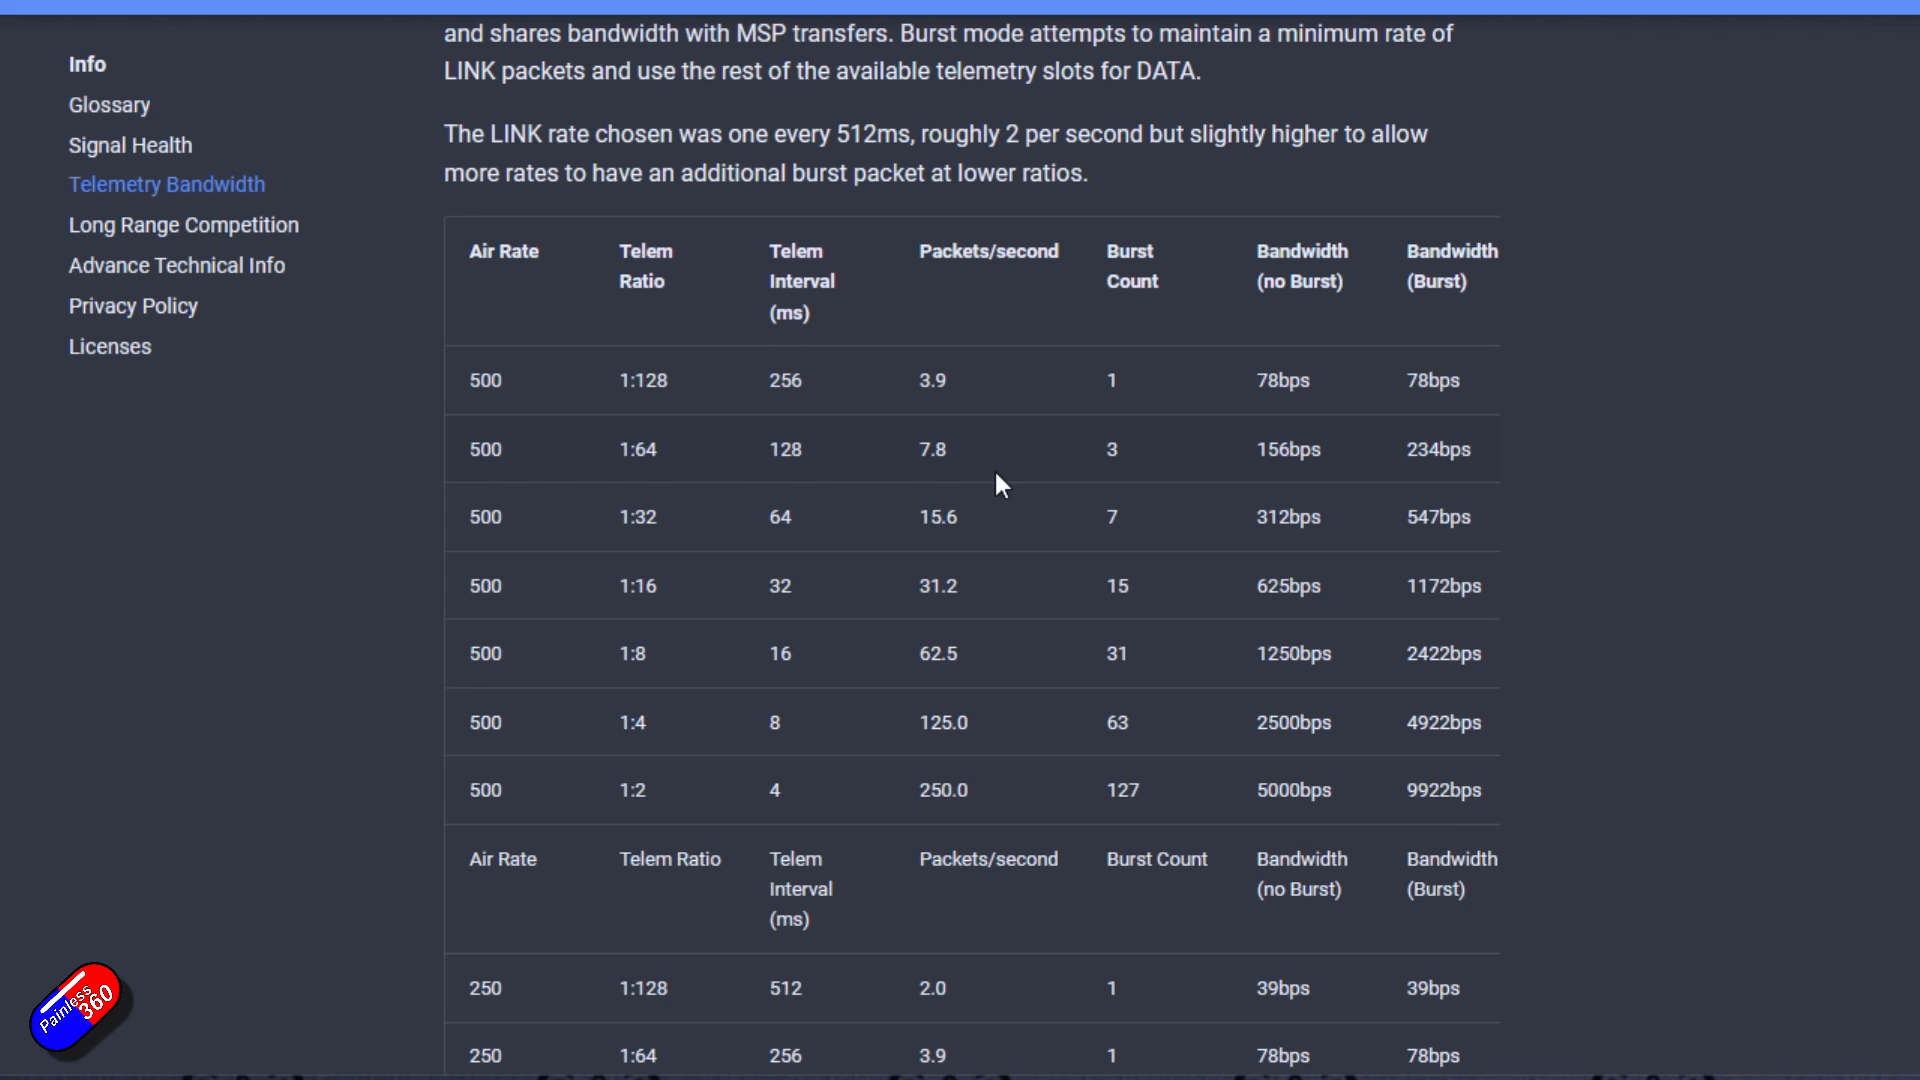 and shares bandwidth with MSP transfers. Burst mode attempts to maintain a minimum rate of
LINK packets and use the rest of the available telemetry slots for DATA.
The LINK rate chosen was one every 512ms, roughly 2 per second but slightly higher to allow
more rates to have an additional burst packet at lower ratios.
Info
Glossary
Signal Health
Telemetry Bandwidth
Long Range Competition
Advance Technical Info
Privacy Policy
Licenses
Air Rate Telem Ratio Telem Interval (ms) Packets/second Burst Count Bandwidth (no Burst) Bandwidth (Burst)
500 1:128 256 3.9 1 78bps 78bps
500 1:64 128 7.8 3 156bps 234bps
500 1:32 64 15.6 7 312bps 547bps
500 1:16 32 31.2 15 625bps 1172bps
500 1:8 16 62.5 31 1250bps 2422bps
500 1:4 8 125.0 63 2500bps 4922bps
500 1:2 4 250.0 127 5000bps 9922bps
Air Rate Telem Ratio Telem Interval (ms) Packets/second Burst Count Bandwidth (no Burst) Bandwidth (Burst)
250 1:128 512 2.0 1 39bps 39bps
250 1:64 256 3.9 1 78bps 78bps
Painless
360